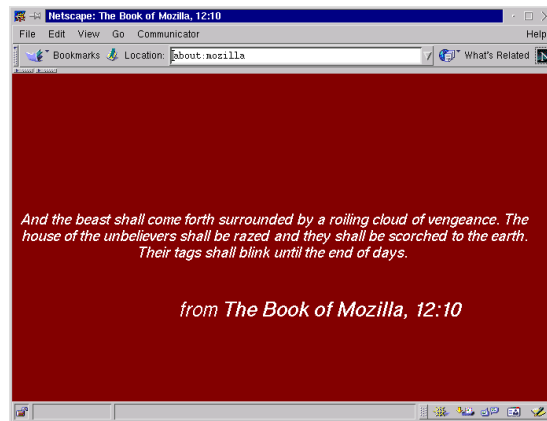 Netscape: The Book of Mozilla, 12:10
File Edit View Go Communicator Help
Bookmarks Location: about:mozilla What's Related N
And the beast shall come forth surrounded by a roiling cloud of vengeance. The
house of the unbelievers shall be razed and they shall be scorched to the earth.
Their tags shall blink until the end of days.
from The Book of Mozilla, 12:10